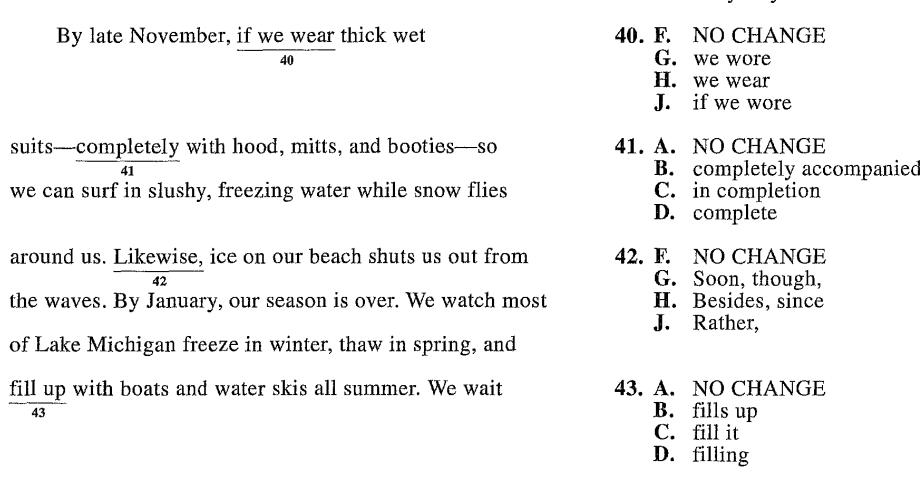 By late November, if we wear thick wet
40
suits—completely with hood, mitts, and booties—so
41
we can surf in slushy, freezing water while snow flies
around us. Likewise, ice on our beach shuts us out from
42
the waves. By January, our season is over. We watch most
of Lake Michigan freeze in winter, thaw in spring, and
fill up with boats and water skis all summer. We wait
43
40. F. NO CHANGE
G. we wore
H. we wear
J. if we wore
41. A. NO CHANGE
B. completely accompanied
C. in completion
D. complete
42. F. NO CHANGE
G. Soon, though,
H. Besides, since
J. Rather,
43. A. NO CHANGE
B. fills up
C. fill it
D. filling